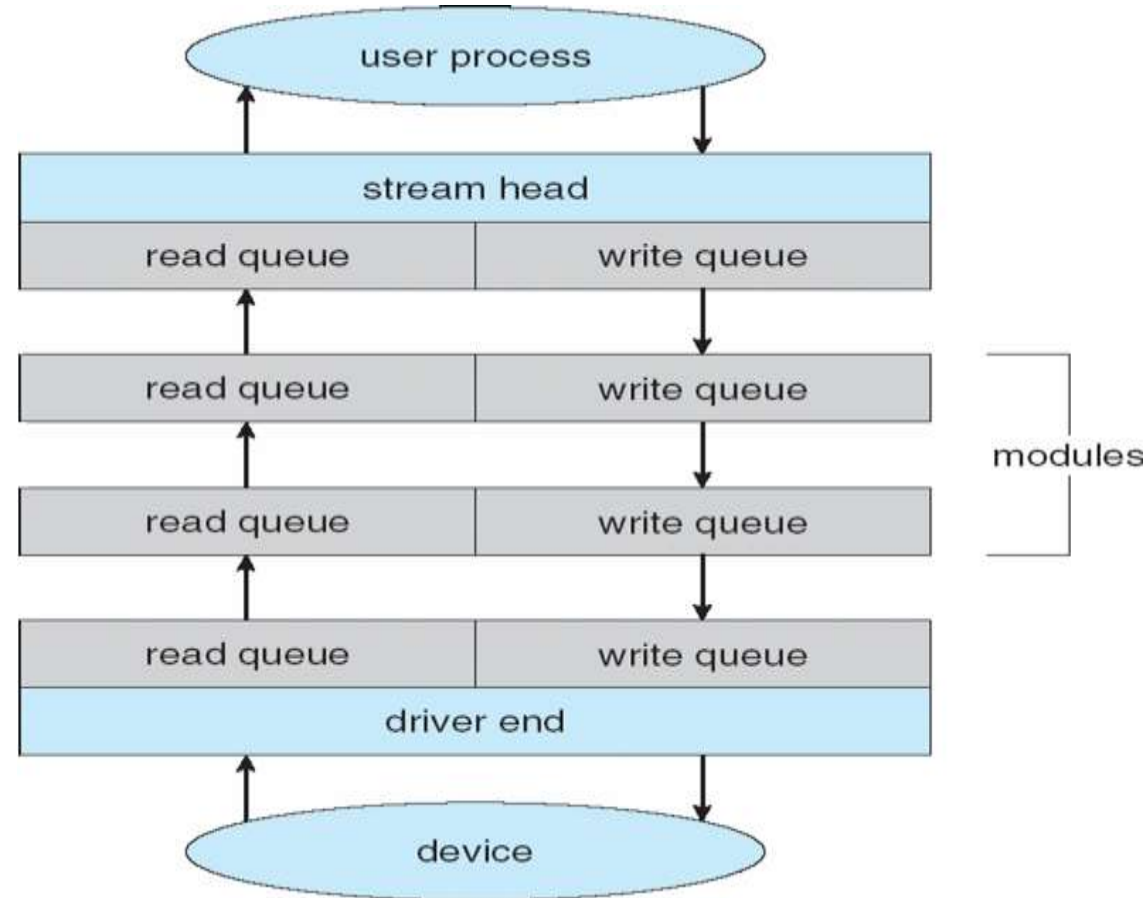 user process
stream head
read queue write queue
read queue write queue
modules
read queue write queue
read queue write queue
driver end
device